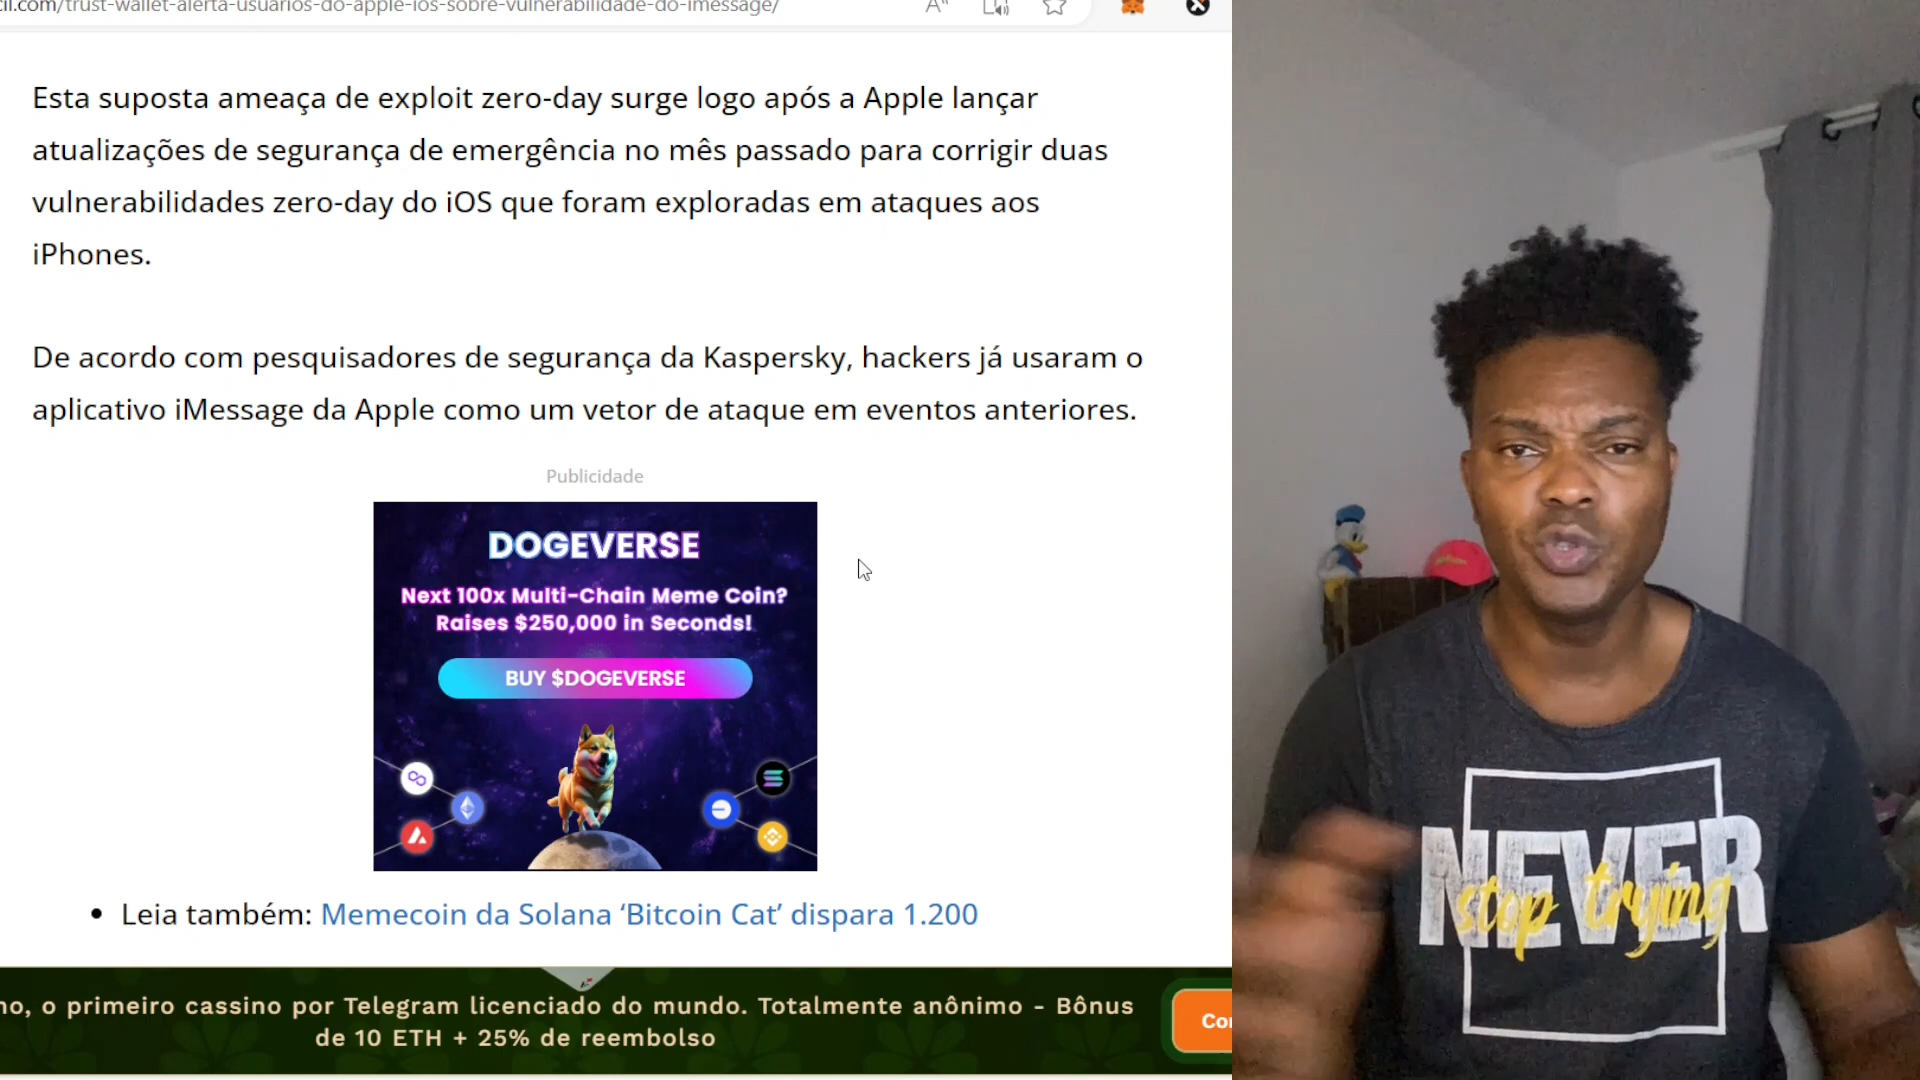 cil.com/trust-wallet-alerta-usuarios-do-apple-ios-sobre-vulnerabilidade-do-imessage/
Esta suposta ameaça de exploit zero-day surge logo após a Apple lançar
atualizações de segurança de emergência no mês passado para corrigir duas
vulnerabilidades zero-day do iOS que foram exploradas em ataques aos
iPhones.
De acordo com pesquisadores de segurança da Kaspersky, hackers já usaram o
aplicativo iMessage da Apple como um vetor de ataque em eventos anteriores.
Publicidade
DOGEVERSE
Next 100x Multi-Chain Meme Coin?
Raises $250,000 in Seconds!
BUY $DOGEVERSE
• Leia também: Memecoin da Solana ‘Bitcoin Cat’ dispara 1.200
no, o primeiro cassino por Telegram licenciado do mundo. Totalmente anônimo - Bônus
de 10 ETH + 25% de reembolso
NEVER
stop trying